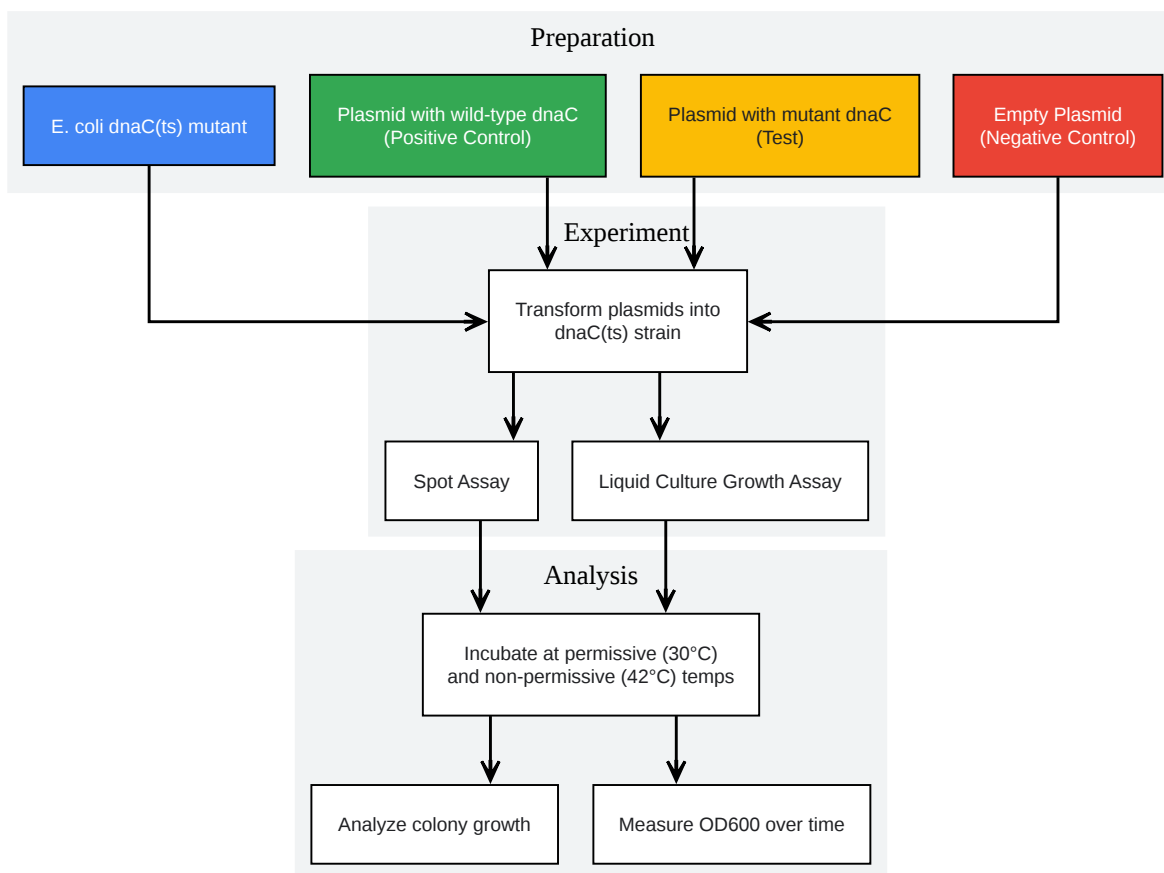 Preparation
E. coli dnaC(ts) mutant
Plasmid with wild-type dnaC
(Positive Control)
Plasmid with mutant dnaC
(Test)
Empty Plasmid
(Negative Control)
Experiment
Transform plasmids into
dnaC(ts) strain
Spot Assay
Liquid Culture Growth Assay
Analysis
Incubate at permissive (30°C)
and non-permissive (42°C) temps
Analyze colony growth
Measure OD600 over time